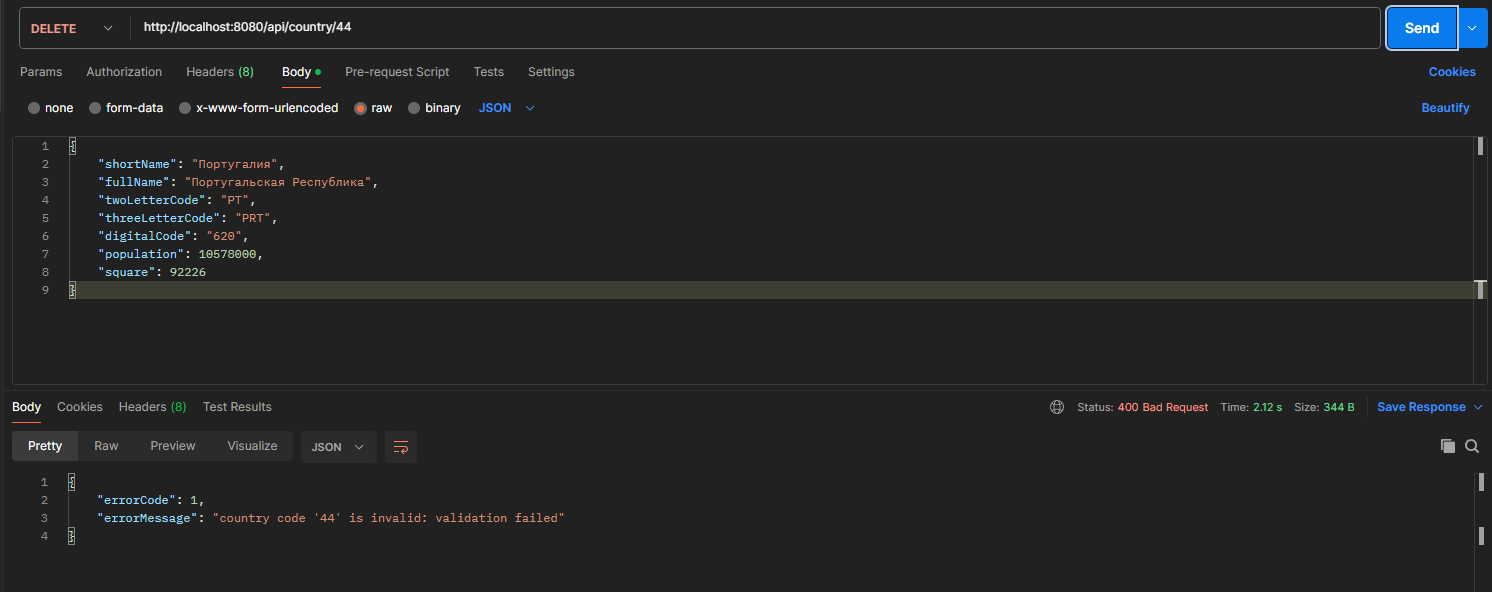 DELETE http://localhost:8080/api/country/44 Send
Params Authorization Headers (8) Body Pre-request Script Tests Settings Cookies
none form-data x-www-form-urlencoded raw binary JSON Beautify
1 {
2 "shortName": "Португалия",
3 "fullName": "Португальская Республика",
4 "twoLetterCode": "PT",
5 "threeLetterCode": "PRT",
6 "digitalCode": "620",
7 "population": 10578000,
8 "square": 92226
9 }
Body Cookies Headers (8) Test Results Status: 400 Bad Request Time: 2.12 s Size: 344 B Save Response
Pretty Raw Preview Visualize JSON
1 {
2 "errorCode": 1,
3 "errorMessage": "country code '44' is invalid: validation failed"
4 }